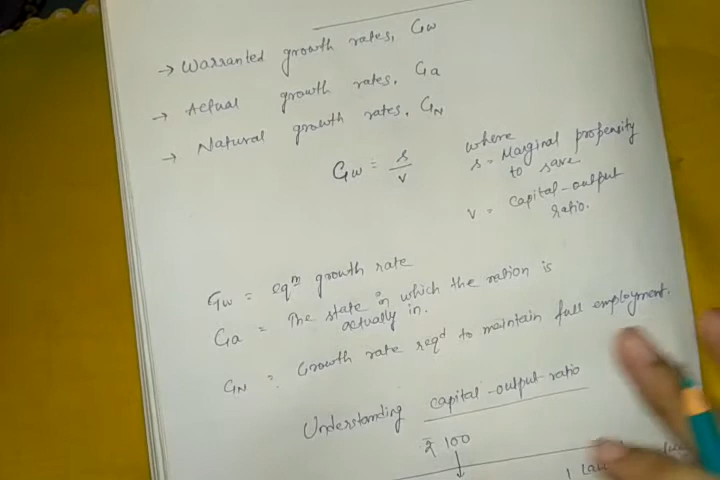 → Warranted growth rates, Gw
→ Actual growth rates, Ga
→ Natural growth rates, GN
Gw = s/v
where
s = Marginal propensity
to save
v = capital-output
ratio.
Gw = eqm growth rate
Ga = The state in which the nation is
actually in.
GN = Growth rate reqd to maintain full employment.
Understanding capital-output-ratio
₹ 100